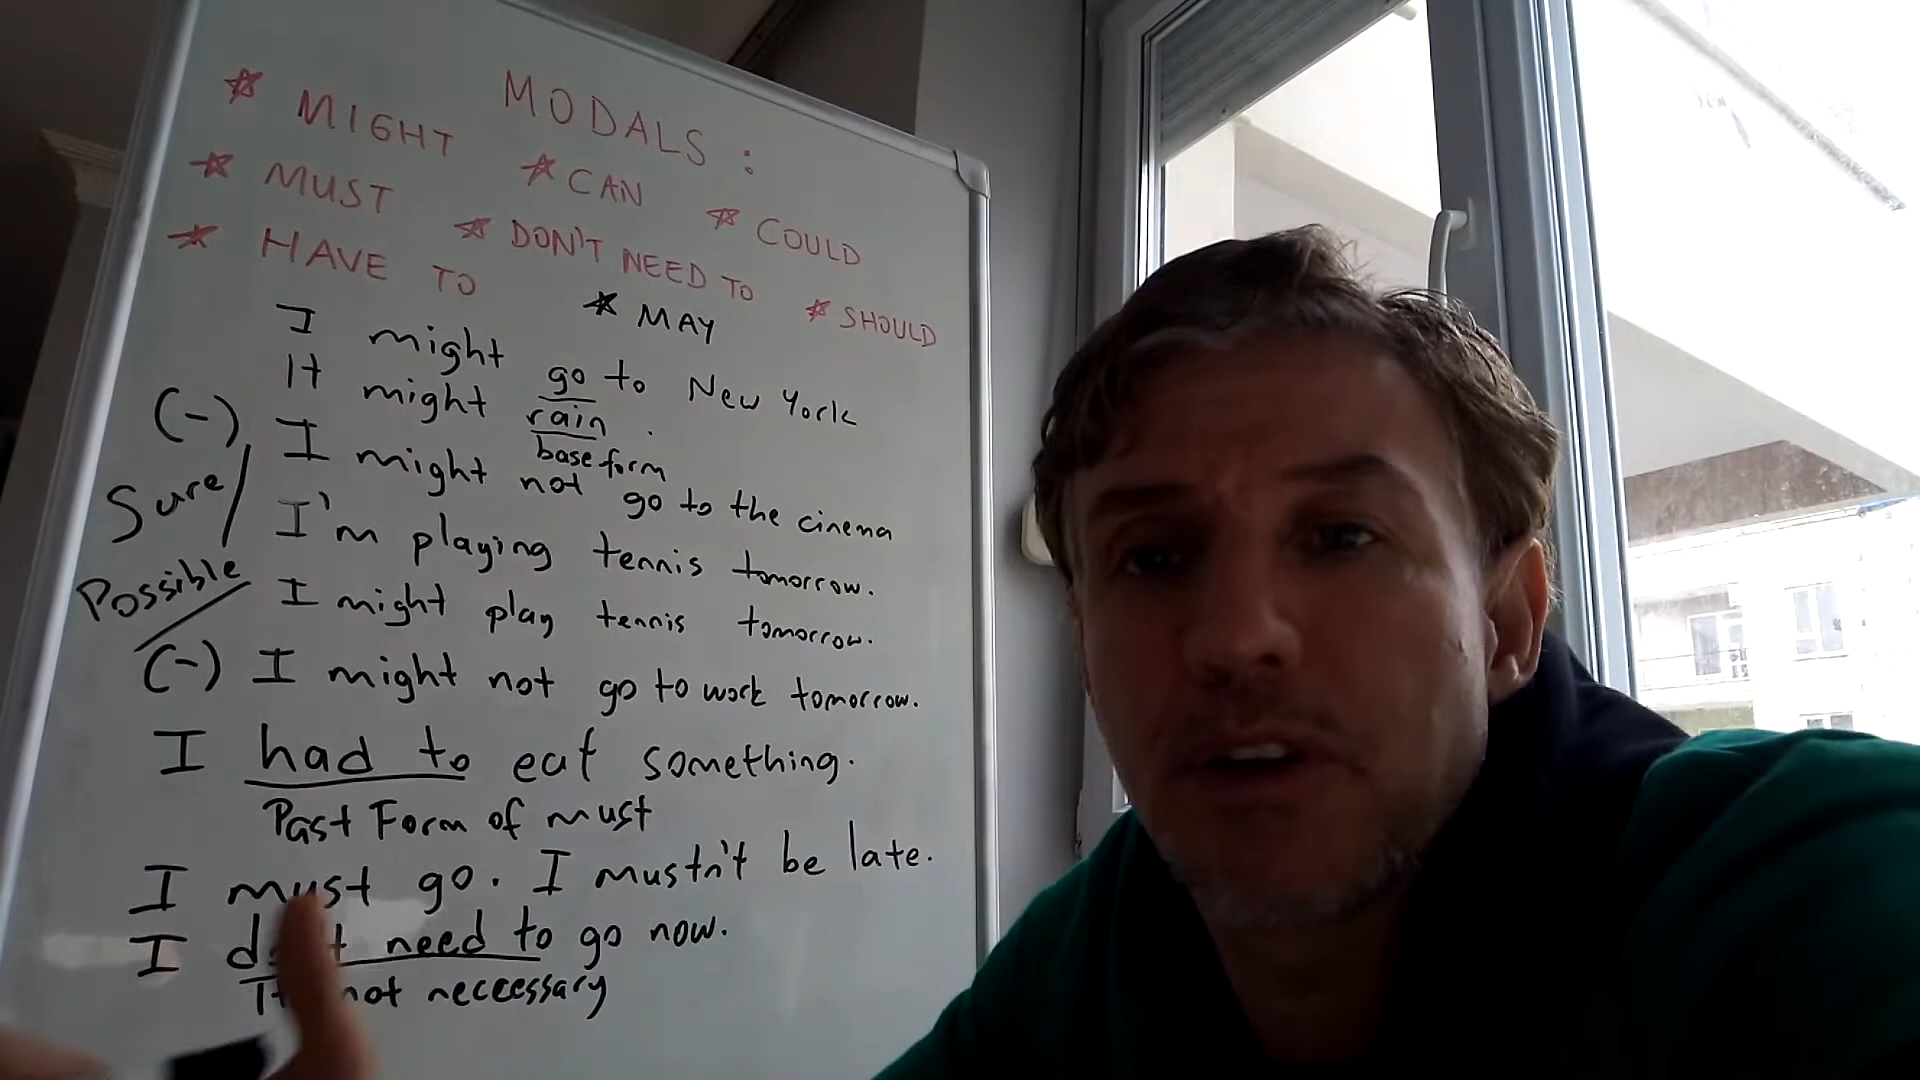 MODALS :
* MIGHT * CAN * COULD
* MUST * DON'T NEED TO * SHOULD
* HAVE TO * MAY
I might go to New York
It might rain.
base form
(-) I might not go to the cinema
Sure/ I'm playing tennis tomorrow.
Possible/ I might play tennis tomorrow.
(-) I might not go to work tomorrow.
I had to eat something.
Past Form of must
I must go. I mustn't be late.
I need to go now.
not neccessary